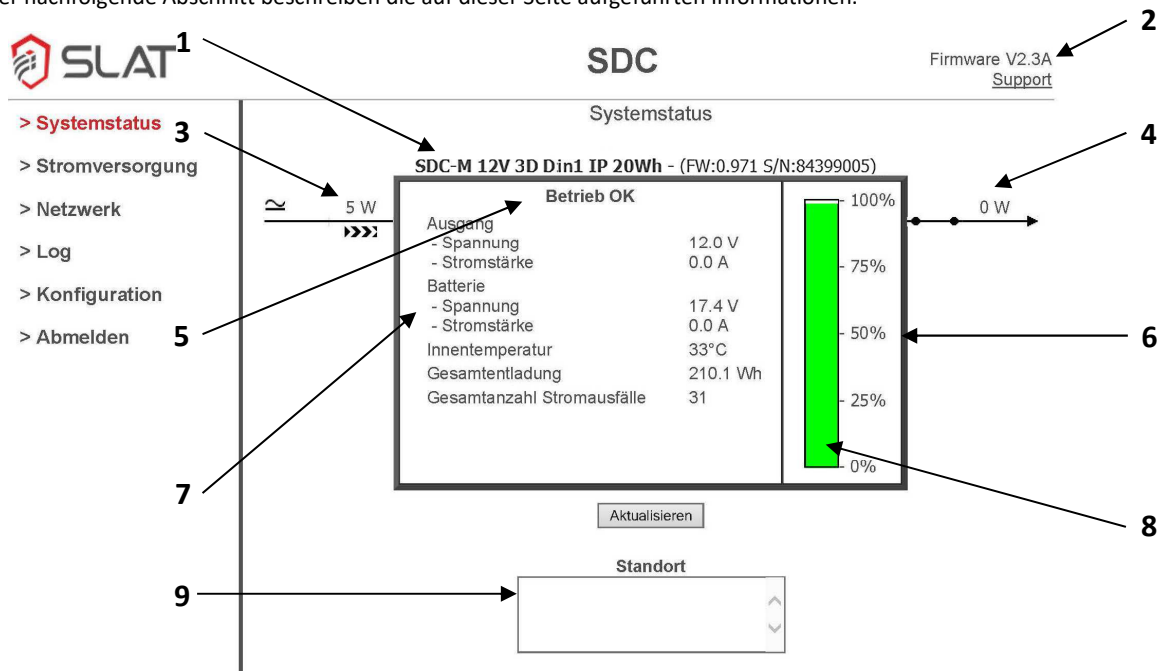 er nachfolgende Abschnitt beschreiben die auf dieser Seite aufgeführten Informationen.
2
1
SLAT
SDC
Firmware V2.3A
Support
Systemstatus
> Systemstatus
3
4
> Stromversorgung
SDC-M 12V 3D Din1 IP 20Wh - (FW:0.971 S/N:84399005)
> Netzwerk
5 W
Betrieb OK
100%
0 W
Ausgang
- Spannung 12.0 V
- Stromstärke 0.0 A
75%
> Log
Batterie
> Konfiguration
- Spannung 17.4 V
- Stromstärke 0.0 A
50%
> Abmelden
5
6
Innentemperatur 33°C
Gesamtentladung 210.1 Wh
Gesamtanzahl Stromausfälle 31
25%
0%
7
Aktualisieren
8
Standort
9